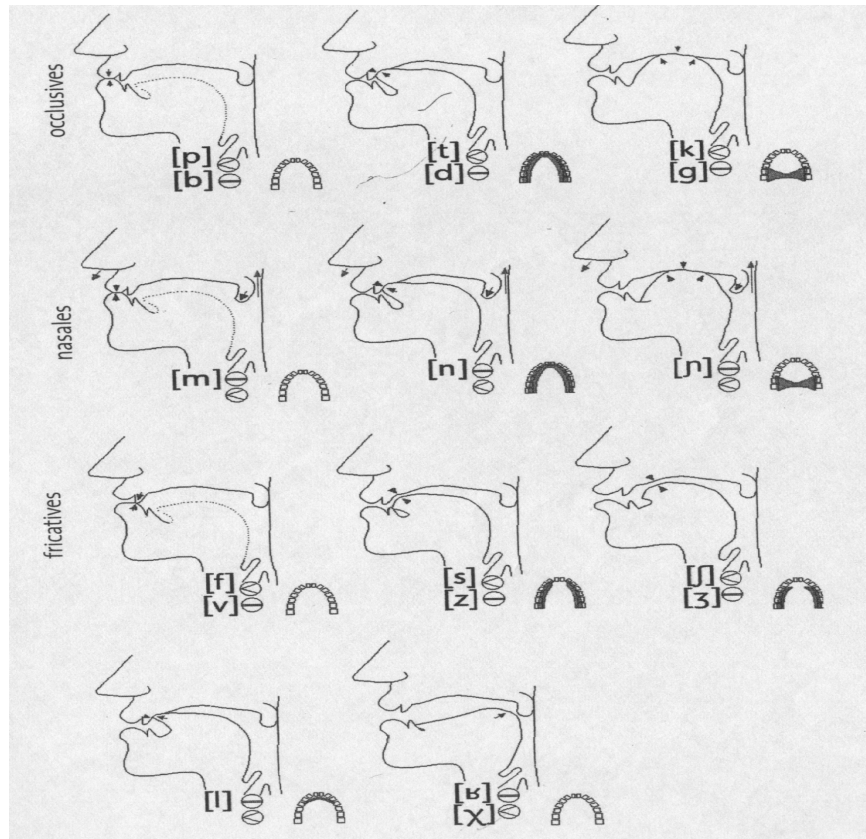 occlusives
[p]
[b]
[t]
[d]
[k]
[g]
nasales
[m]
[n]
[ɲ]
fricatives
[f]
[v]
[s]
[z]
[ʃ]
[ʒ]
[l]
[ʁ]
[χ]